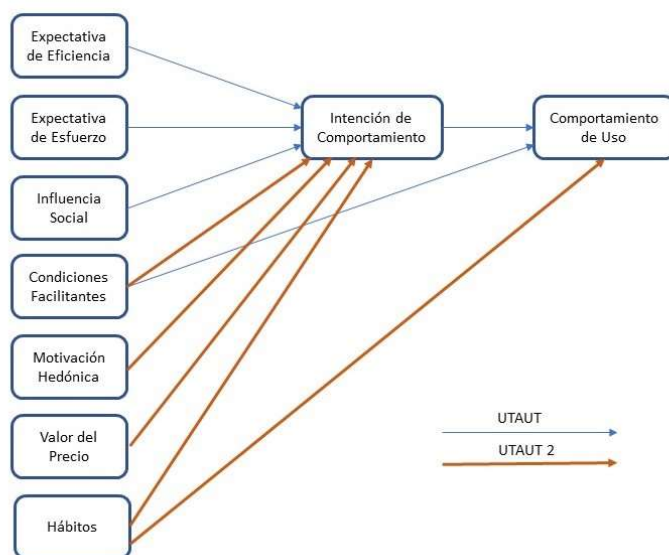 Expectativa
de Eficiencia
Expectativa
de Esfuerzo
Intención de
Comportamiento
Comportamiento
de Uso
Influencia
Social
Condiciones
Facilitantes
Motivación
Hedónica
Valor del
Precio
Hábitos
UTAUT
UTAUT 2